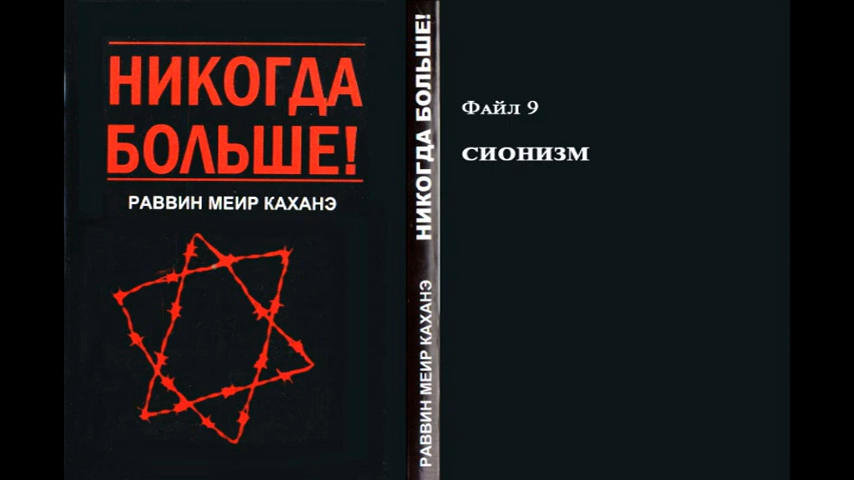 НИКОГДА
БОЛЬШЕ!
РАВВИН МЕИР КАХАНЭ
НИКОГДА БОЛЬШЕ!
РАВВИН МЕИР КАХАНЭ
Файл 9
СИОНИЗМ